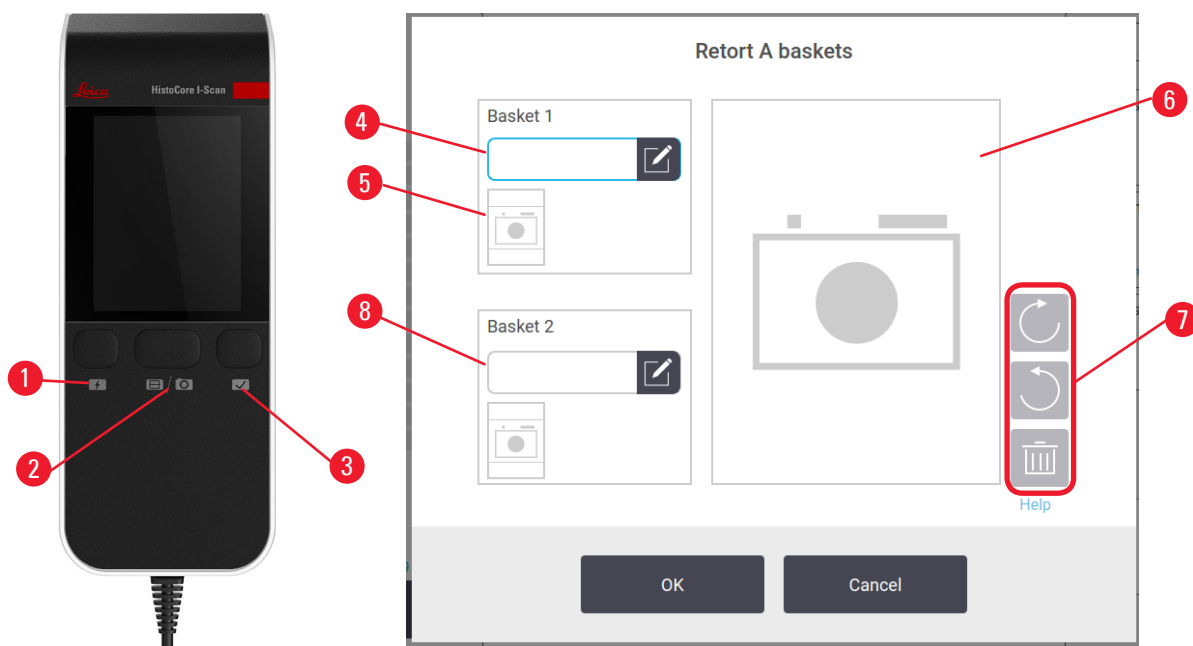 Leica
HistoCore I-Scan
1
2
3
Retort A baskets
Basket 1
4
5
6
Basket 2
8
7
Help
OK
Cancel